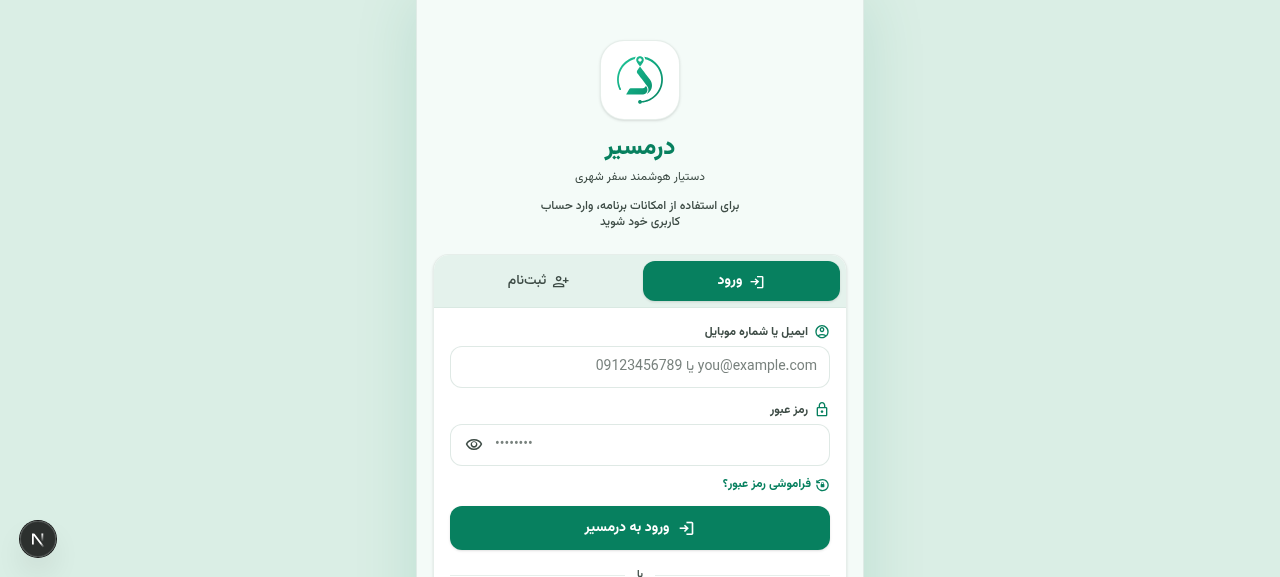 درمسیر
دستیار هوشمند سفر شهری
برای استفاده از امکانات برنامه، وارد حساب
کاربری خود شوید
ورود
ثبت‌نام
ایمیل یا شماره موبایل
you@example.com یا 09123456789
رمز عبور
••••••••
فراموشی رمز عبور؟
ورود به درمسیر
یا